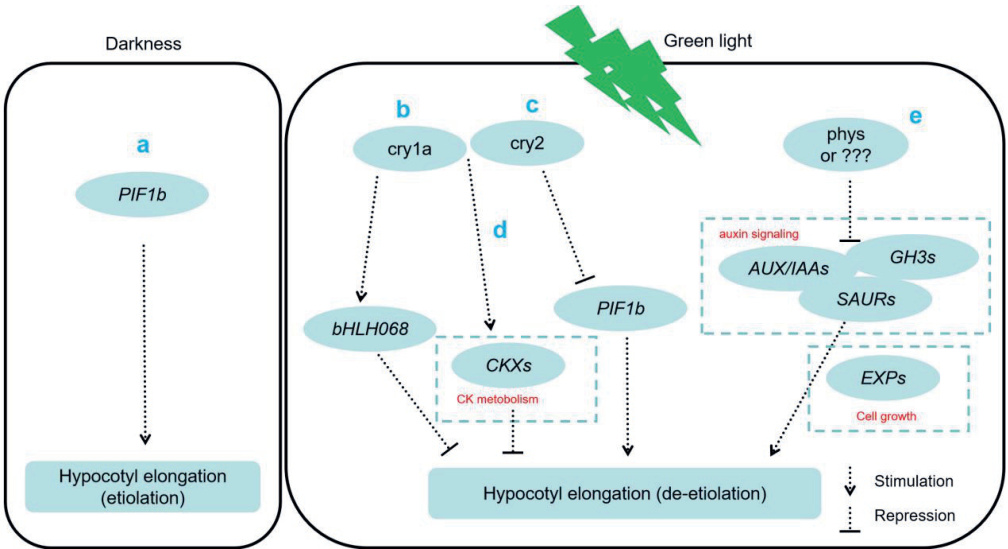 Darkness
Green light
a
PIF1b
Hypocotyl elongation
(etiolation)
b
cry1a
c
cry2
d
bHLH068
CKXs
CK metobolism
PIF1b
e
phys
or ???
auxin signaling
AUX/IAAs
GH3s
SAURs
EXPs
Cell growth
Hypocotyl elongation (de-etiolation)
Stimulation
Repression